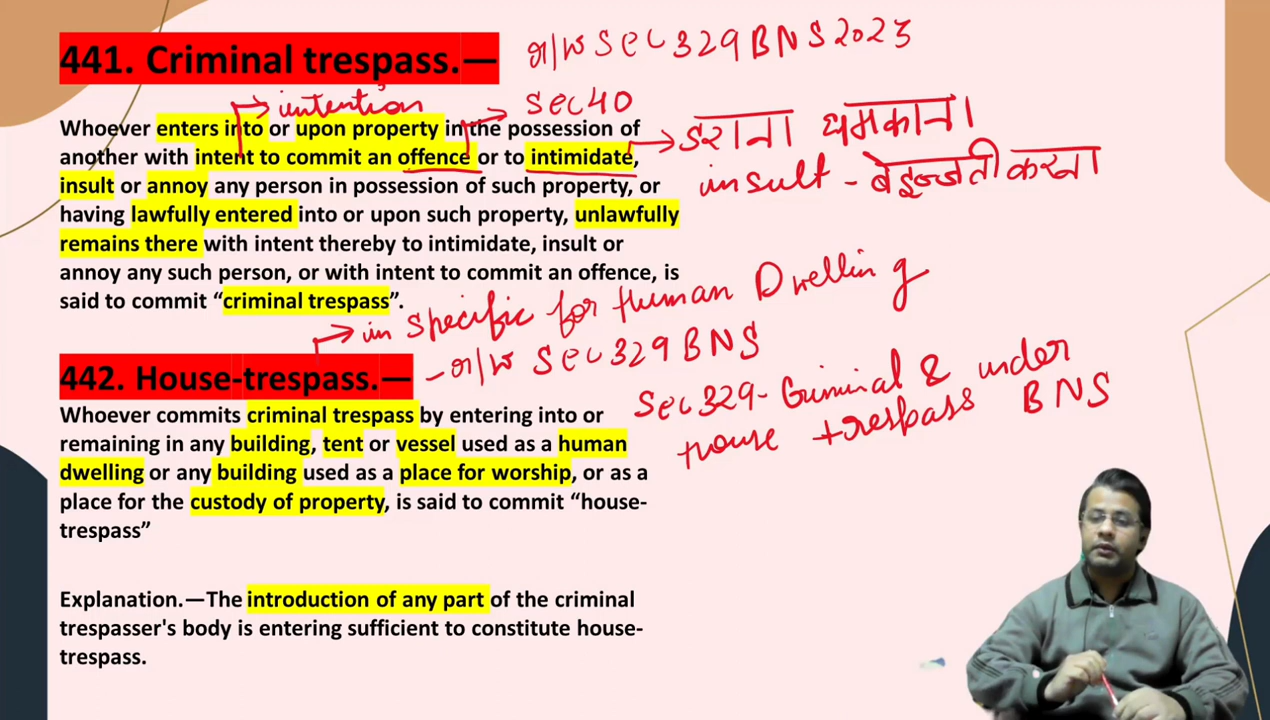 441. Criminal trespass.—
r/w Sec 329 BNS 2023
intention
Sec 40
Whoever enters into or upon property in the possession of
another with intent to commit an offence or to intimidate,
insult or annoy any person in possession of such property, or
having lawfully entered into or upon such property, unlawfully
remains there with intent thereby to intimidate, insult or
annoy any such person, or with intent to commit an offence, is
said to commit “criminal trespass”.
डराना धमकाना।
insult - बेइज्जती करना
in specific for Human Dwelling
442. House-trespass.—
- r/w Sec 329 BNS
Sec 329 - Criminal & under
House trespass BNS
Whoever commits criminal trespass by entering into or
remaining in any building, tent or vessel used as a human
dwelling or any building used as a place for worship, or as a
place for the custody of property, is said to commit “house-
trespass”
Explanation.—The introduction of any part of the criminal
trespasser's body is entering sufficient to constitute house-
trespass.